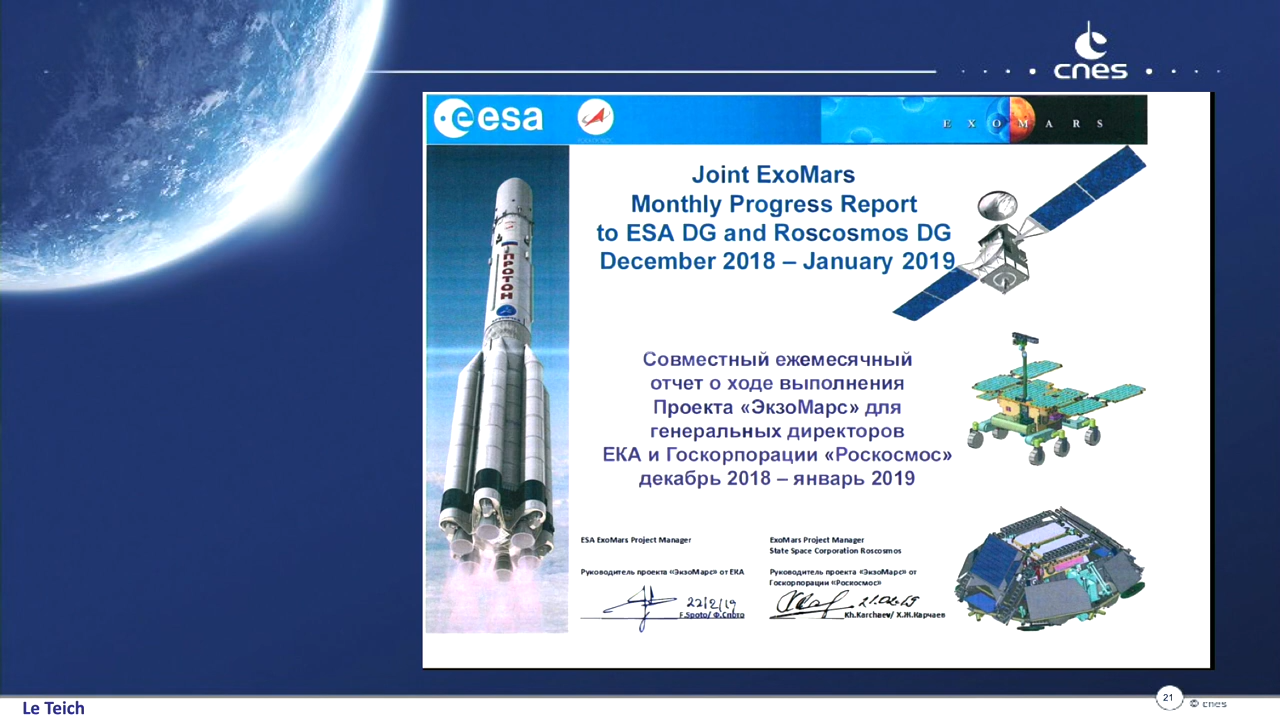 cnes
esa
E X O M A R S
Joint ExoMars
Monthly Progress Report
to ESA DG and Roscosmos DG
December 2018 – January 2019
ПРОТОН
Совместный ежемесячный
отчет о ходе выполнения
Проекта «ЭкзоМарс» для
генеральных директоров
ЕКА и Госкорпорации «Роскосмос»
декабрь 2018 – январь 2019
ESA ExoMars Project Manager
ExoMars Project Manager
State Space Corporation Roscosmos
Руководитель проекта «ЭкзоМарс» от ЕКА
Руководитель проекта «ЭкзоМарс» от
Госкорпорации «Роскосмос»
22/2/19
21.02.19
F.Spoto/ Ф.Спото
Kh.Karchaev/ Х.Ж.Карчаев
Le Teich
21
© cnes